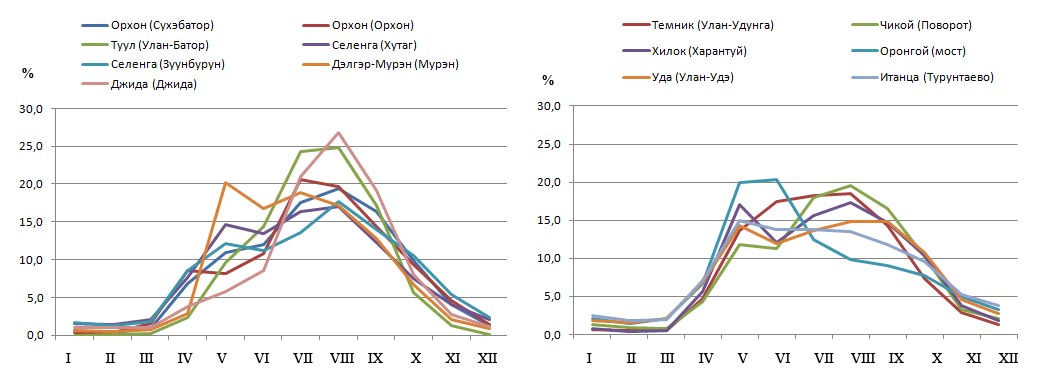 Орхон (Сухэбатор) Орхон (Орхон)
Туул (Улан-Батор) Селенга (Хутаг)
Селенга (Зуунбурун) Дэлгэр-Мурэн (Мурэн)
Джида (Джида)
%
30,0
25,0
20,0
15,0
10,0
5,0
0,0
I II III IV V VI VII VIII IX X XI XII
Темник (Улан-Удунга) Чикой (Поворот)
Хилок (Харантуй) Оронгой (мост)
Уда (Улан-Удэ) Итанца (Турунтаево)
%
30,0
25,0
20,0
15,0
10,0
5,0
0,0
I II III IV V VI VII VIII IX X XI XII